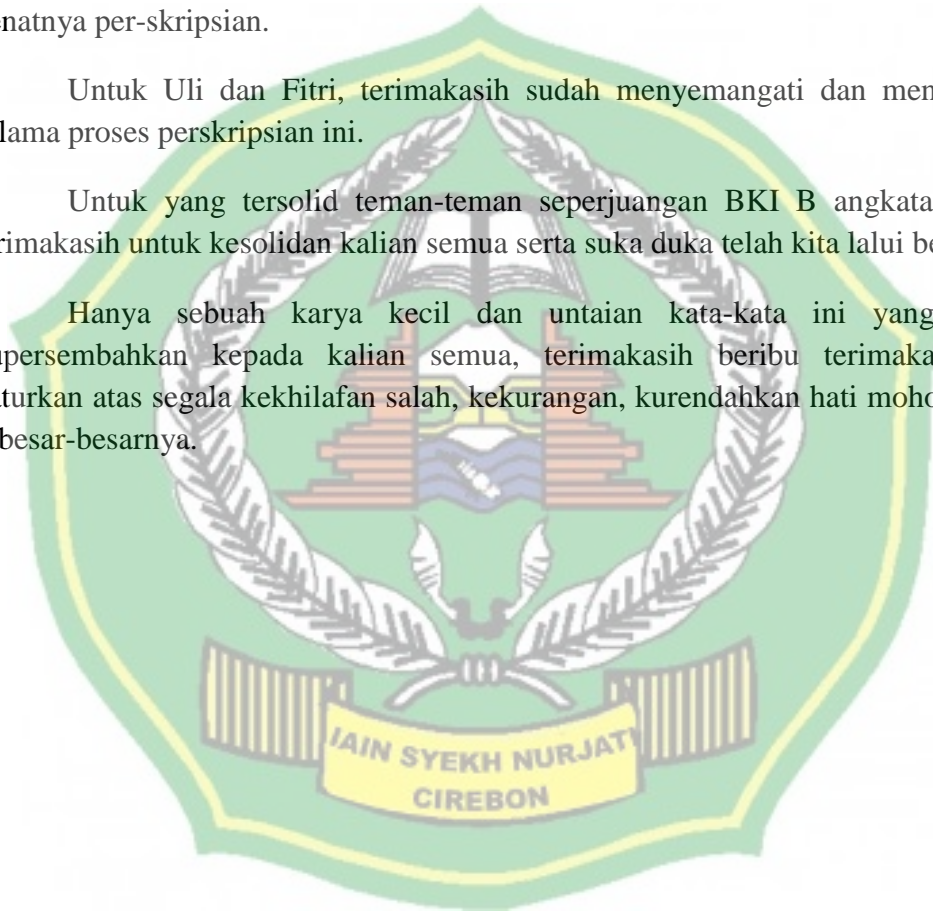 enatnya per-skripsian.
Untuk Uli dan Fitri, terimakasih sudah menyemangati dan men
lama proses perskripsian ini.
Untuk yang tersolid teman-teman seperjuangan BKI B angkata
rimakasih untuk kesolidan kalian semua serta suka duka telah kita lalui be
Hanya sebuah karya kecil dan untaian kata-kata ini yang
upersembahkan kepada kalian semua, terimakasih beribu terimaka
aturkan atas segala kekhilafan salah, kekurangan, kurendahkan hati moho
besar-besarnya.
IAIN SYEKH NURJATI
CIREBON